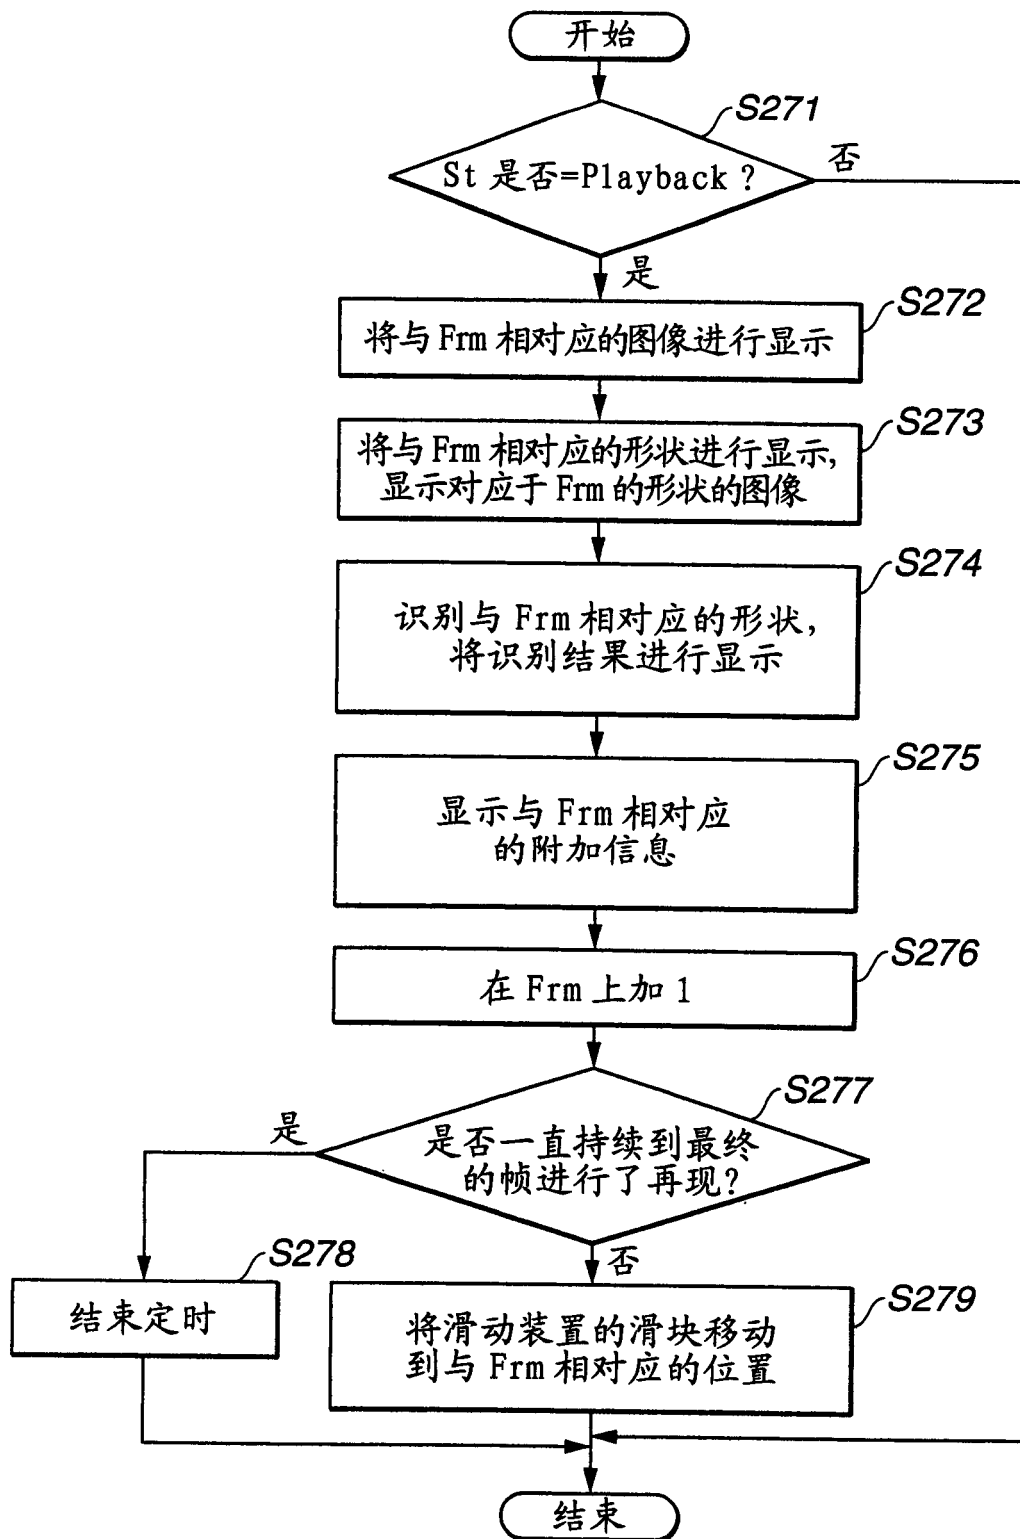 开始
S271
St 是否=Playback？
否
是
S272
将与 Frm 相对应的图像进行显示
S273
将与 Frm 相对应的形状进行显示，
显示对应于 Frm 的形状的图像
S274
识别与 Frm 相对应的形状，
将识别结果进行显示
S275
显示与 Frm 相对应
的附加信息
S276
在 Frm 上加 1
S277
是
是否一直持续到最终
的帧进行了再现？
S278
否
结束定时
S279
将滑动装置的滑块移动
到与 Frm 相对应的位置
结束